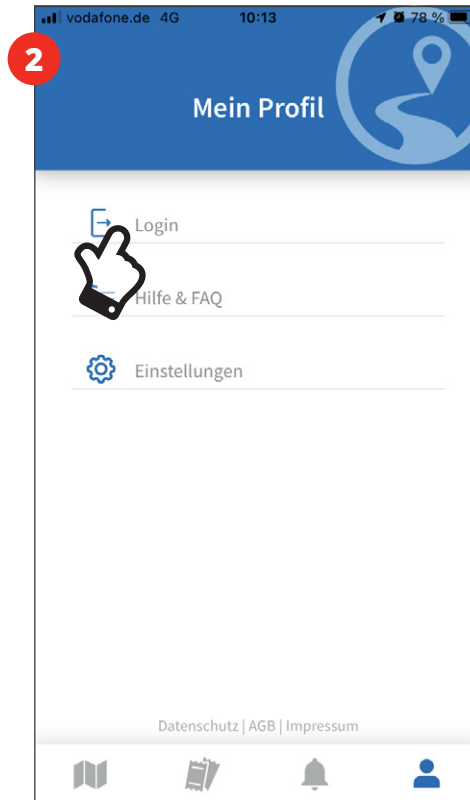 vodafone.de 4G 10:13 78 %
2
Mein Profil
Login
Hilfe & FAQ
Einstellungen
Datenschutz | AGB | Impressum